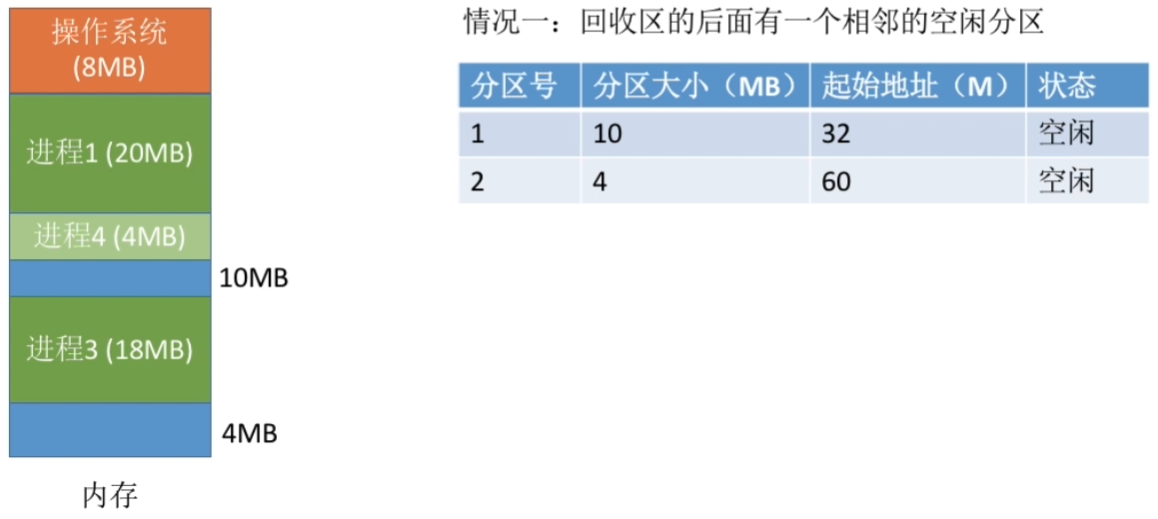 操作系统
(8MB)
进程1 (20MB)
进程4 (4MB)
10MB
进程3 (18MB)
4MB
内存
情况一：回收区的后面有一个相邻的空闲分区
分区号 分区大小（MB） 起始地址（M） 状态
1 10 32 空闲
2 4 60 空闲